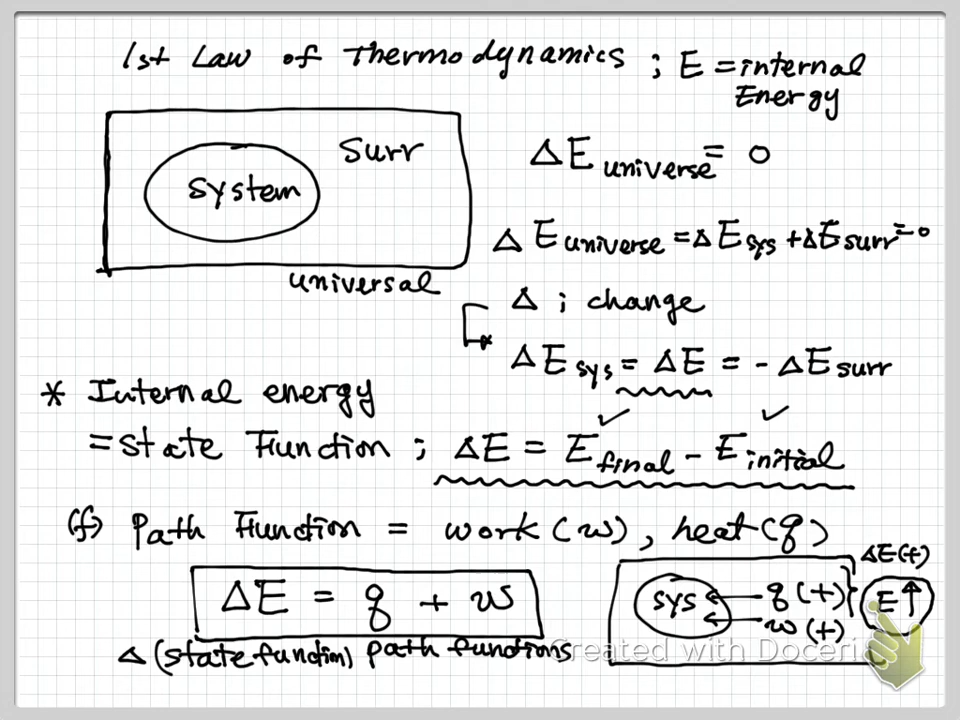 1st Law of Thermodynamics ; E = internal
Energy
Surr
System
universal
ΔE universe = 0
ΔE universe = ΔE sys + ΔE surr = 0
Δ ; change
ΔE sys = ΔE = - ΔE surr
* Internal energy
= state Function ; ΔE = E final - E initial
(f) Path Function = work (w) , heat (q)
ΔE = q + w
Δ (state function) path functions
ΔE(+)
sys q (+) E↑
w (+)
Created with Doceri